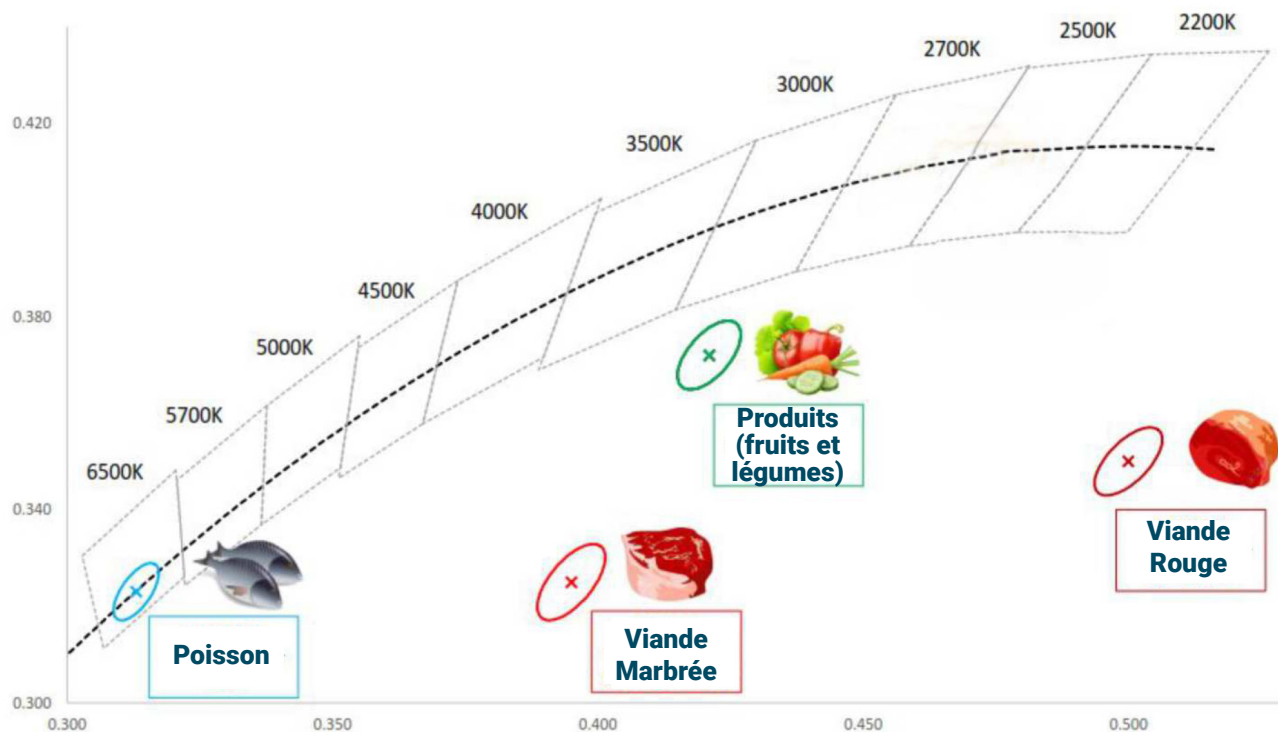 2200K
2500K
2700K
3000K
0.420
3500K
4000K
4500K
0.380
5000K
Produits
(fruits et
légumes)
5700K
6500K
0.340
Viande
Rouge
Poisson
Viande
Marbrée
0.300
0.300
0.350
0.400
0.450
0.500